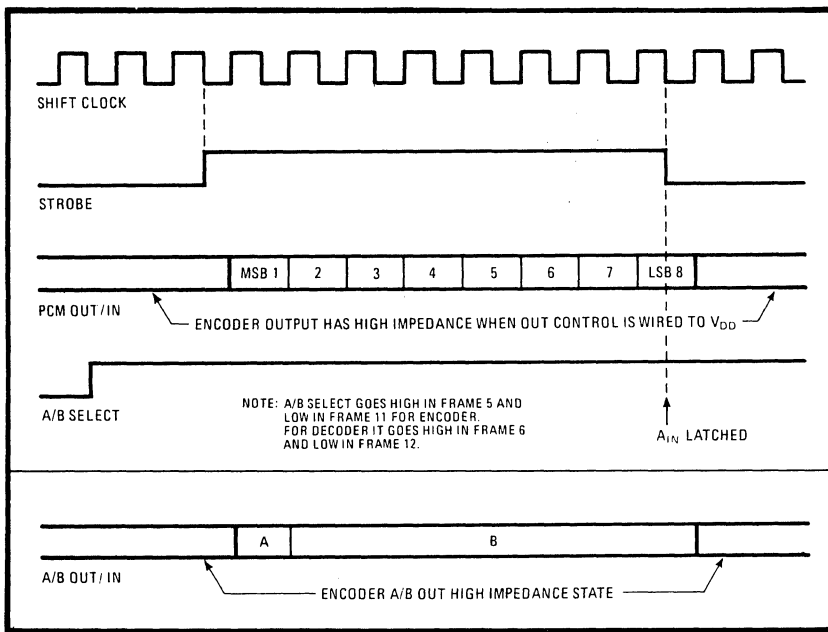 SHIFT CLOCK
STROBE
MSB 1 2 3 4 5 6 7 LSB 8
PCM OUT/IN
ENCODER OUTPUT HAS HIGH IMPEDANCE WHEN OUT CONTROL IS WIRED TO VDD
A/B SELECT
NOTE: A/B SELECT GOES HIGH IN FRAME 5 AND
LOW IN FRAME 11 FOR ENCODER.
FOR DECODER IT GOES HIGH IN FRAME 6
AND LOW IN FRAME 12.
AIN LATCHED
A B
A/B OUT/IN
ENCODER A/B OUT HIGH IMPEDANCE STATE